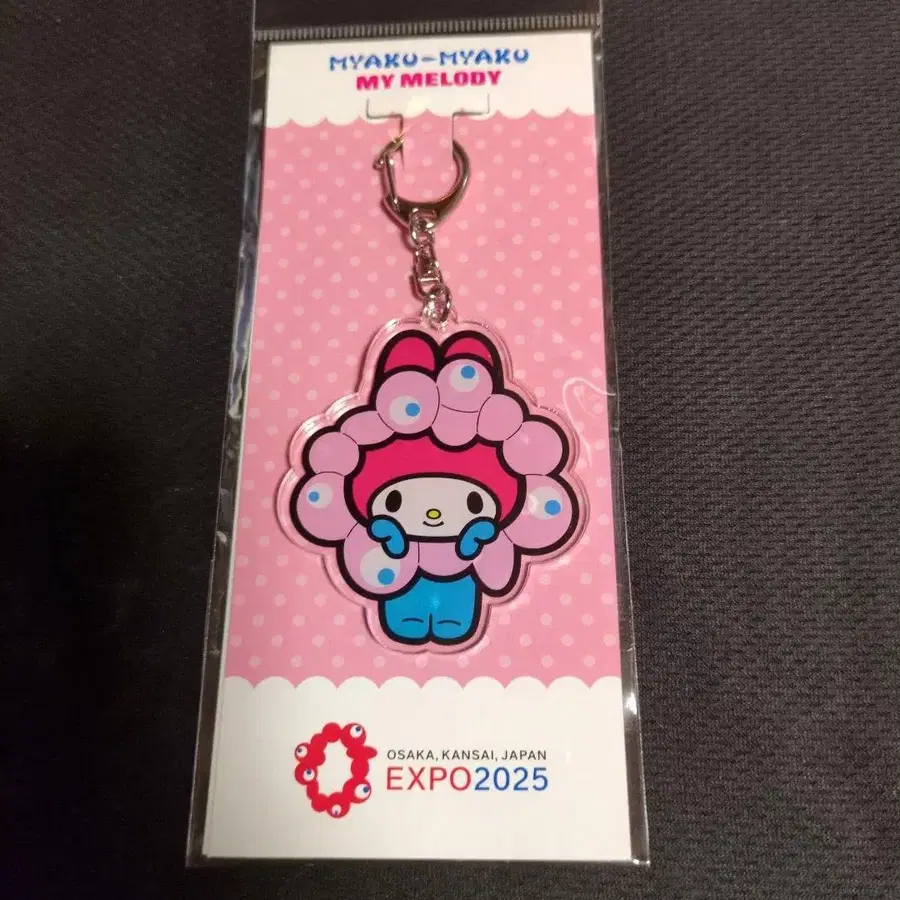 MYAKU-MYAKU
MY MELODY
OSAKA, KANSAI, JAPAN
EXPO2025